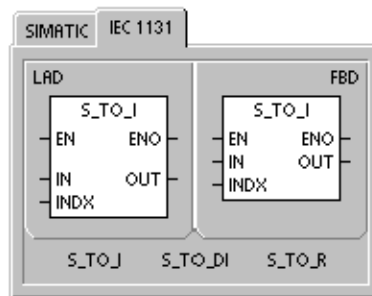 SIMATIC IEC 1131
LAD FBD
S_TO_I S_TO_I
EN ENO EN ENO
IN OUT IN OUT
INDX INDX
S_TO_I S_TO_DI S_TO_R